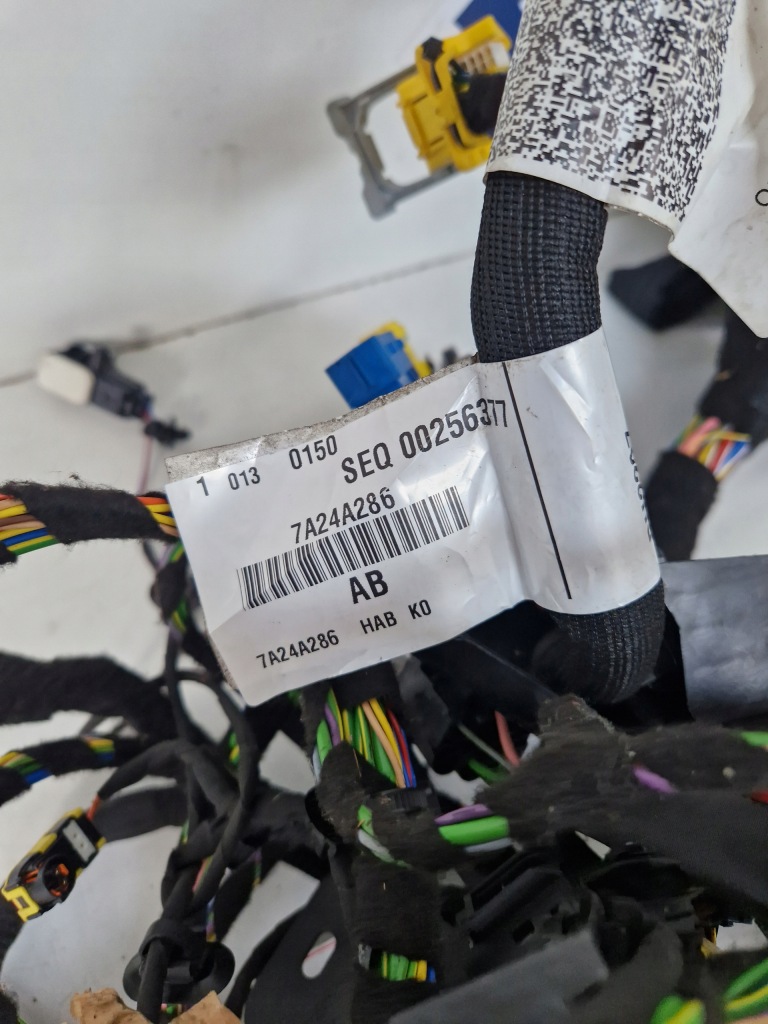 1 013 0150 SEQ 00256377
7A24A286
AB
7A24A286 HAB K0